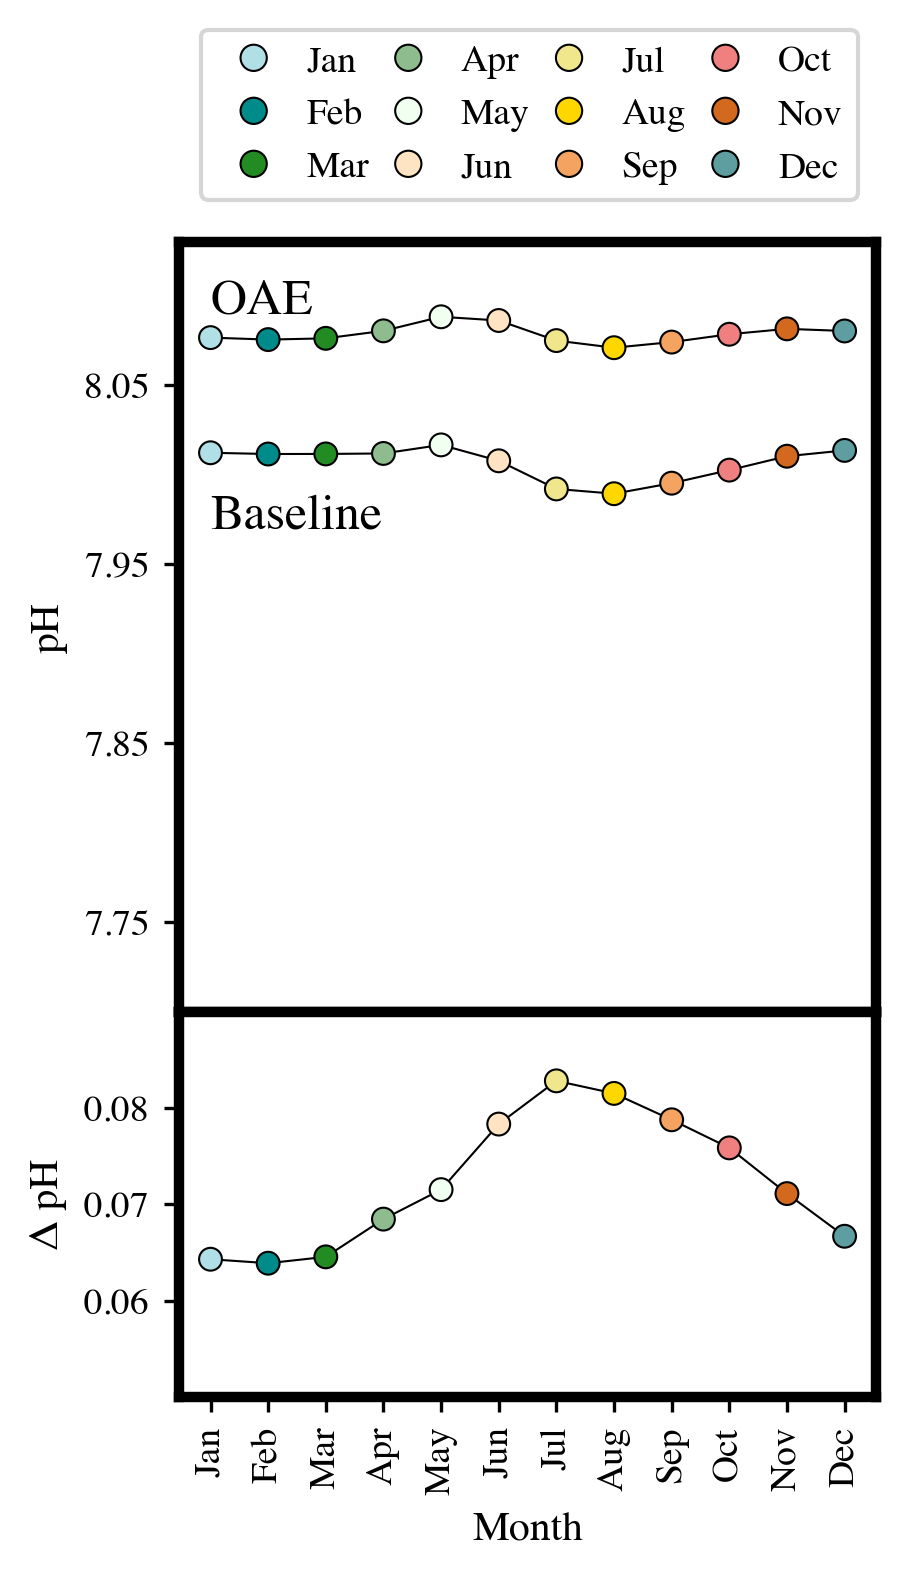 Jan Apr Jul Oct
Feb May Aug Nov
Mar Jun Sep Dec
OAE
8.05
Baseline
7.95
pH
7.85
7.75
0.08
Δ pH
0.07
0.06
Jan Feb Mar Apr May Jun Jul Aug Sep Oct Nov Dec
Month